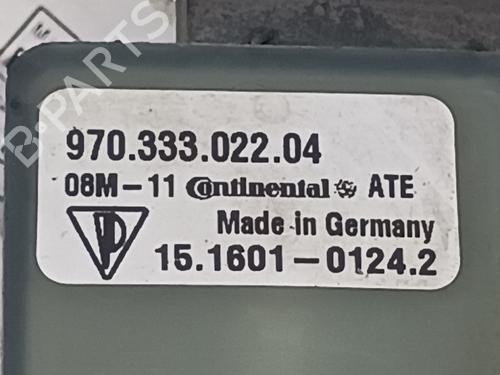 970.333.022.04
08M-11 Continental ATE
Made in Germany
15.1601-0124.2
B-PARTS